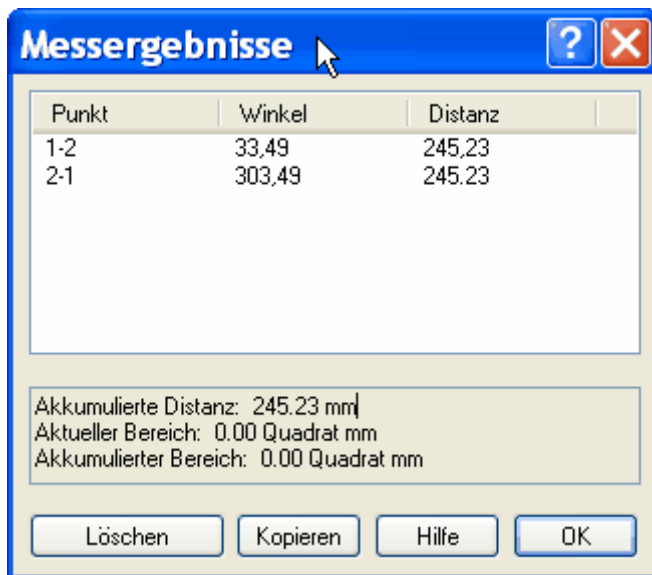 Messergebnisse
Punkt Winkel Distanz
1-2 33,49 245,23
2-1 303,49 245.23
Akkumulierte Distanz: 245.23 mm
Aktueller Bereich: 0.00 Quadrat mm
Akkumulierter Bereich: 0.00 Quadrat mm
Löschen Kopieren Hilfe OK